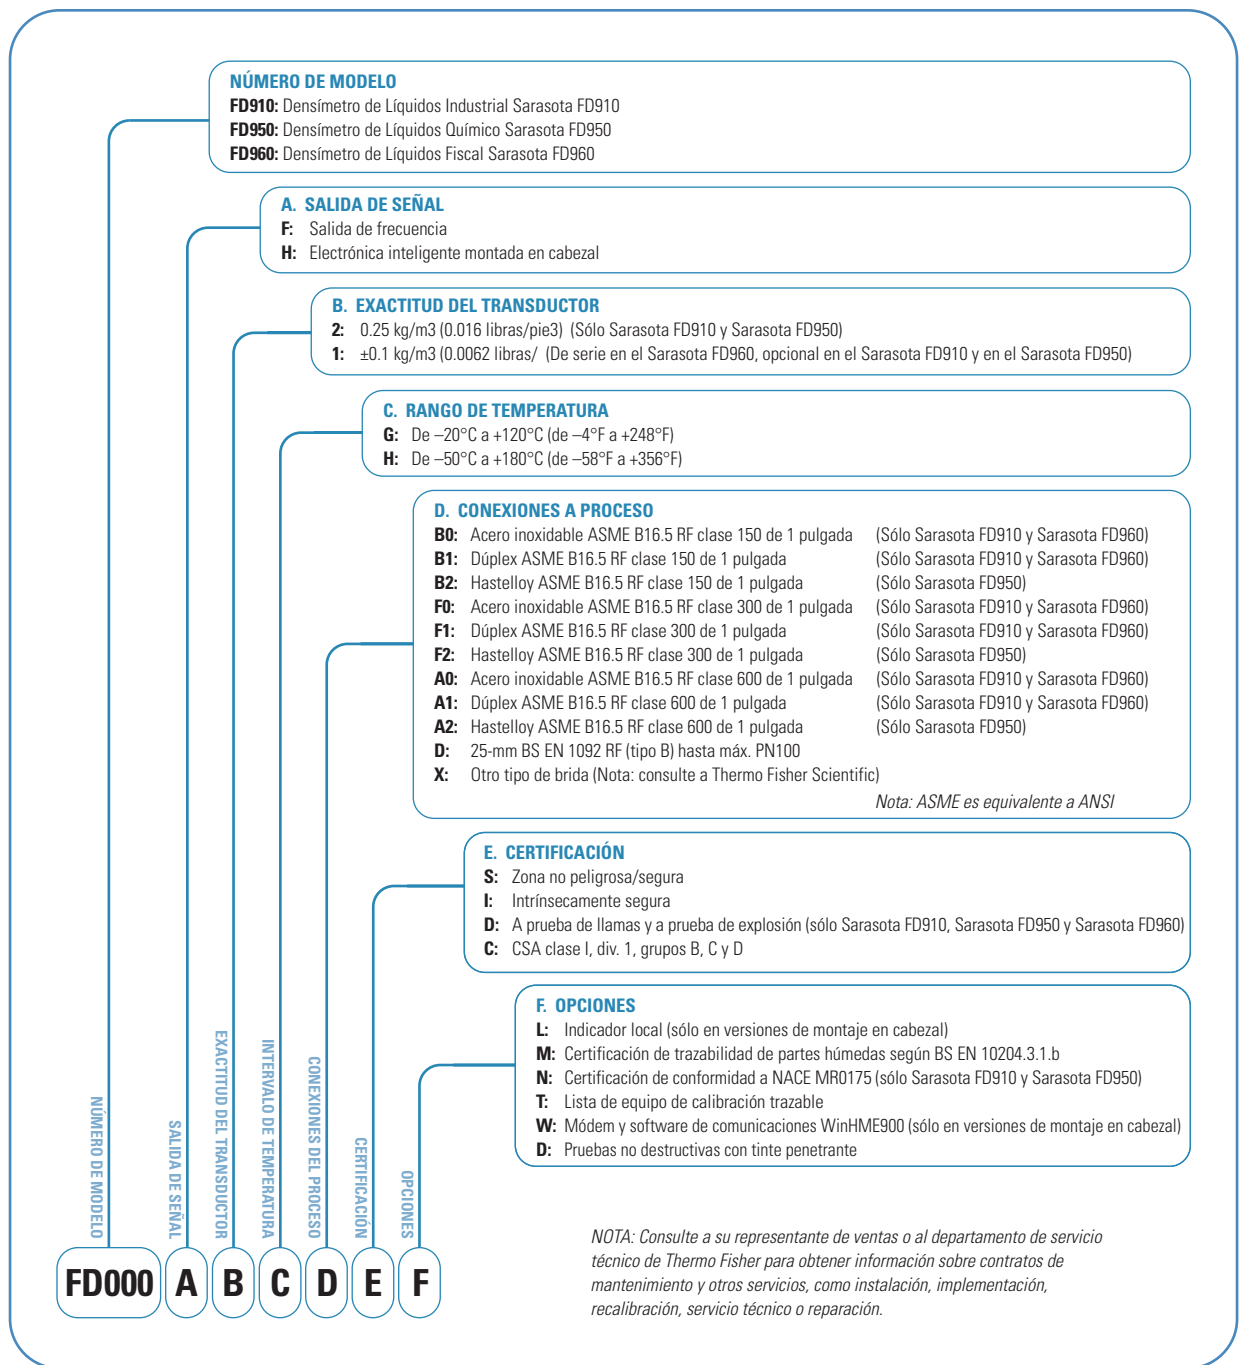 NÚMERO DE MODELO
FD910: Densímetro de Líquidos Industrial Sarasota FD910
FD950: Densímetro de Líquidos Químico Sarasota FD950
FD960: Densímetro de Líquidos Fiscal Sarasota FD960
A. SALIDA DE SEÑAL
F: Salida de frecuencia
H: Electrónica inteligente montada en cabezal
B. EXACTITUD DEL TRANSDUCTOR
2: 0.25 kg/m3 (0.016 libras/pie3) (Sólo Sarasota FD910 y Sarasota FD950)
1: ±0.1 kg/m3 (0.0062 libras/ (De serie en el Sarasota FD960, opcional en el Sarasota FD910 y en el Sarasota FD950)
C. RANGO DE TEMPERATURA
G: De –20°C a +120°C (de –4°F a +248°F)
H: De –50°C a +180°C (de –58°F a +356°F)
D. CONEXIONES A PROCESO
B0: Acero inoxidable ASME B16.5 RF clase 150 de 1 pulgada (Sólo Sarasota FD910 y Sarasota FD960)
B1: Dúplex ASME B16.5 RF clase 150 de 1 pulgada (Sólo Sarasota FD910 y Sarasota FD960)
B2: Hastelloy ASME B16.5 RF clase 150 de 1 pulgada (Sólo Sarasota FD950)
F0: Acero inoxidable ASME B16.5 RF clase 300 de 1 pulgada (Sólo Sarasota FD910 y Sarasota FD960)
F1: Dúplex ASME B16.5 RF clase 300 de 1 pulgada (Sólo Sarasota FD910 y Sarasota FD960)
F2: Hastelloy ASME B16.5 RF clase 300 de 1 pulgada (Sólo Sarasota FD950)
A0: Acero inoxidable ASME B16.5 RF clase 600 de 1 pulgada (Sólo Sarasota FD910 y Sarasota FD960)
A1: Dúplex ASME B16.5 RF clase 600 de 1 pulgada (Sólo Sarasota FD910 y Sarasota FD960)
A2: Hastelloy ASME B16.5 RF clase 600 de 1 pulgada (Sólo Sarasota FD950)
D: 25-mm BS EN 1092 RF (tipo B) hasta máx. PN100
X: Otro tipo de brida (Nota: consulte a Thermo Fisher Scientific)
Nota: ASME es equivalente a ANSI
E. CERTIFICACIÓN
S: Zona no peligrosa/segura
I: Intrínsecamente segura
D: A prueba de llamas y a prueba de explosión (sólo Sarasota FD910, Sarasota FD950 y Sarasota FD960)
C: CSA clase I, div. 1, grupos B, C y D
F. OPCIONES
L: Indicador local (sólo en versiones de montaje en cabezal)
M: Certificación de trazabilidad de partes húmedas según BS EN 10204.3.1.b
N: Certificación de conformidad a NACE MR0175 (sólo Sarasota FD910 y Sarasota FD950)
T: Lista de equipo de calibración trazable
W: Módem y software de comunicaciones WinHME900 (sólo en versiones de montaje en cabezal)
D: Pruebas no destructivas con tinte penetrante
NÚMERO DE MODELO
SALIDA DE SEÑAL
EXACTITUD DEL TRANSDUCTOR
INTERVALO DE TEMPERATURA
CONEXIONES DEL PROCESO
CERTIFICACIÓN
OPCIONES
FD000 A B C D E F
NOTA: Consulte a su representante de ventas o al departamento de servicio
técnico de Thermo Fisher para obtener información sobre contratos de
mantenimiento y otros servicios, como instalación, implementación,
recalibración, servicio técnico o reparación.